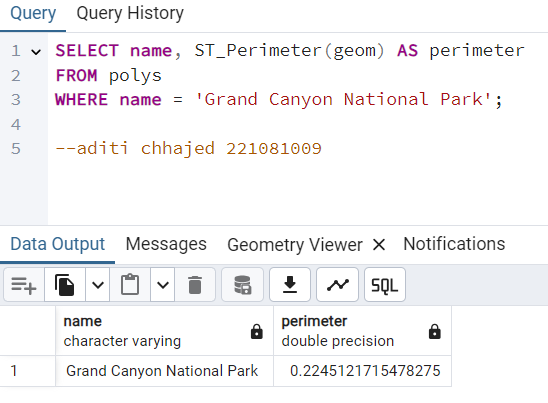 Query Query History
1 SELECT name, ST_Perimeter(geom) AS perimeter
2 FROM polys
3 WHERE name = 'Grand Canyon National Park';
4
5 --aditi chhajed 221081009
Data Output Messages Geometry Viewer × Notifications
SQL
name perimeter
character varying double precision
1 Grand Canyon National Park 0.2245121715478275